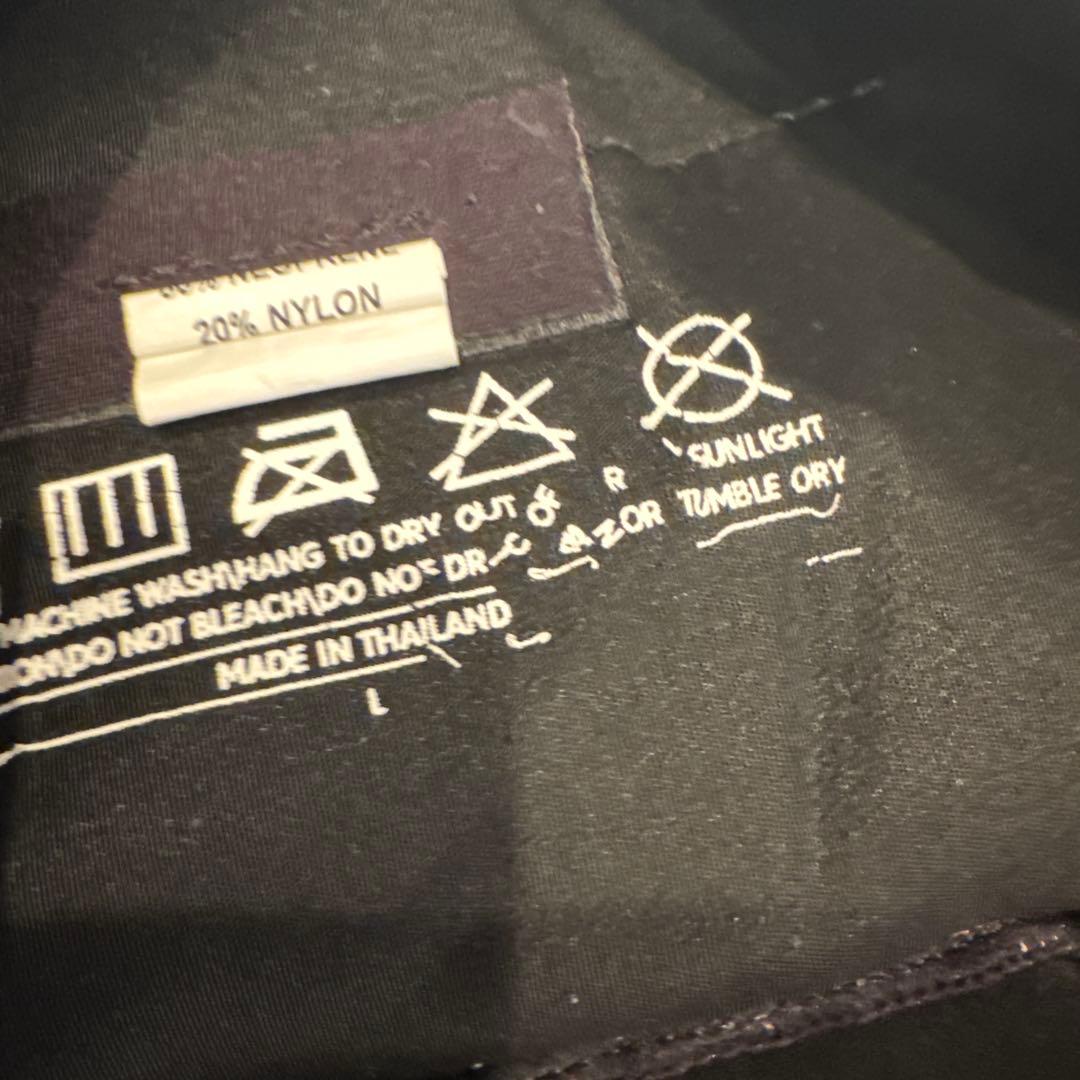 20% NYLON
MACHINE WASH\HANG TO DRY OUT OF SUNLIGHT
DO NOT BLEACH\DO NOT DRY OR TUMBLE DRY
MADE IN THAILAND